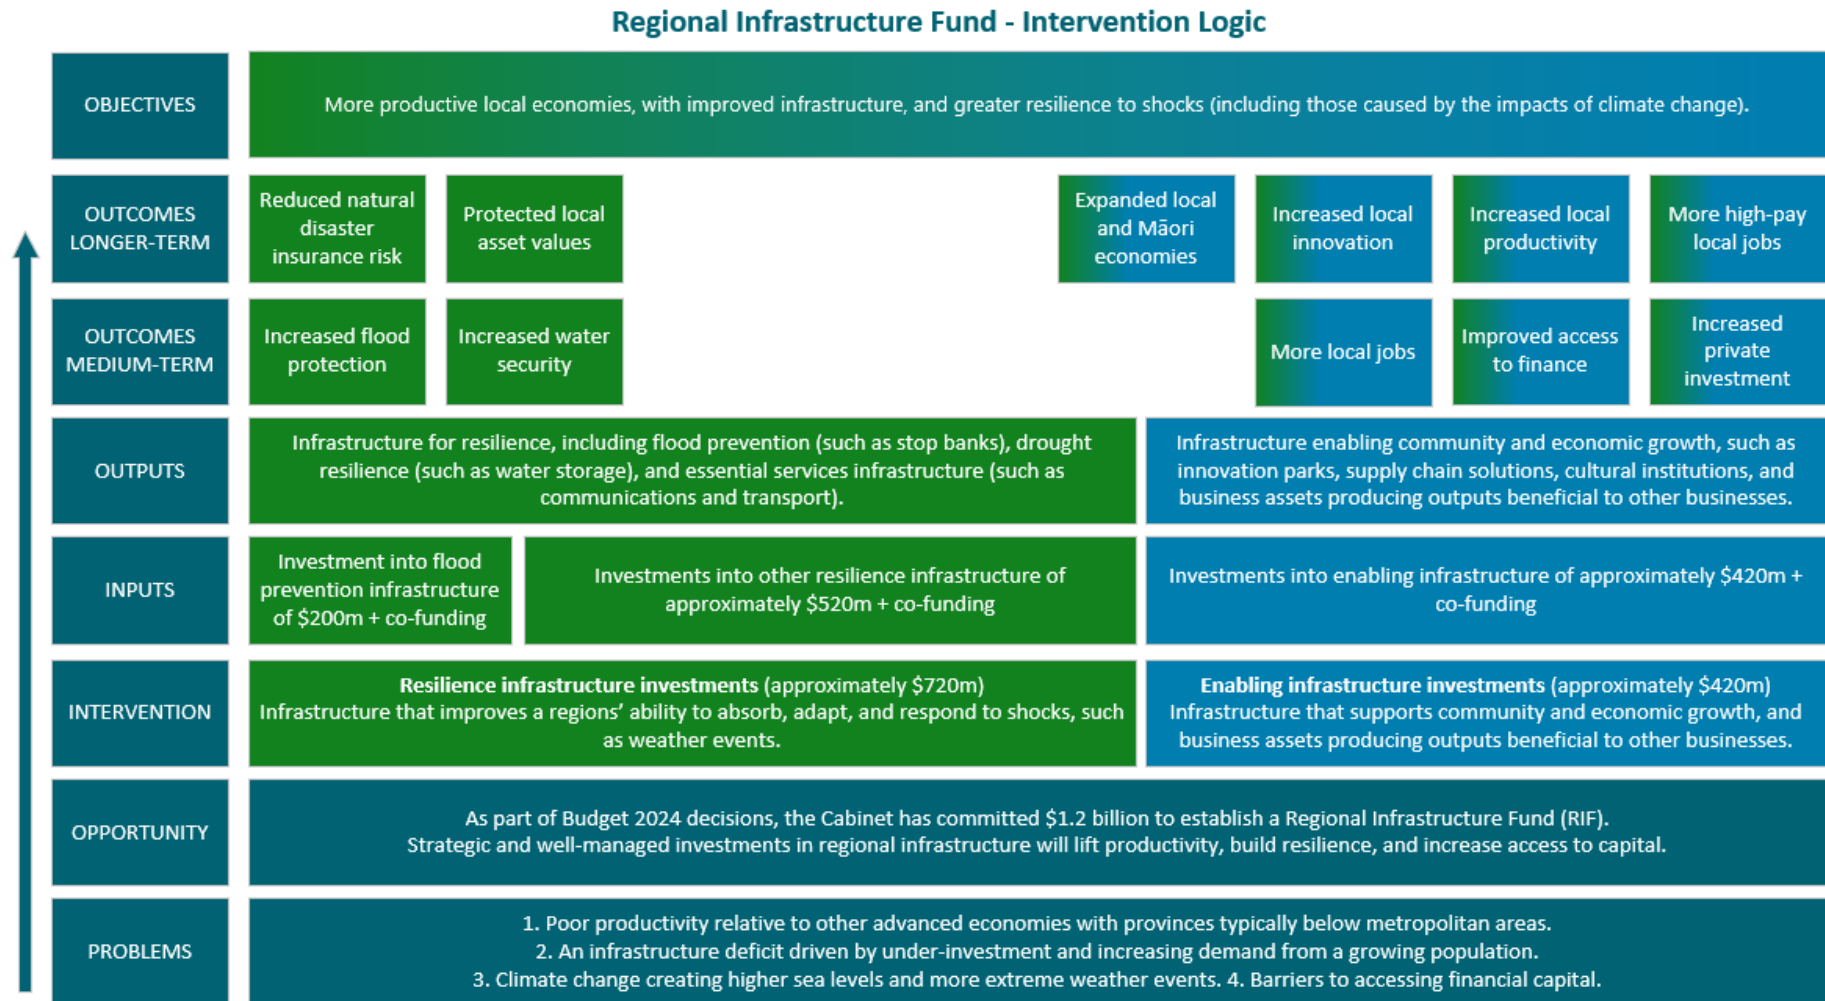 Regional Infrastructure Fund - Intervention Logic
OBJECTIVES
More productive local economies, with improved infrastructure, and greater resilience to shocks (including those caused by the impacts of climate change).
OUTCOMES
LONGER-TERM
Reduced natural
disaster
insurance risk
Protected local
asset values
Expanded local
and Māori
economies
Increased local
innovation
Increased local
productivity
More high-pay
local jobs
OUTCOMES
MEDIUM-TERM
Increased flood
protection
Increased water
security
More local jobs
Improved access
to finance
Increased
private
investment
OUTPUTS
Infrastructure for resilience, including flood prevention (such as stop banks), drought
resilience (such as water storage), and essential services infrastructure (such as
communications and transport).
Infrastructure enabling community and economic growth, such as
innovation parks, supply chain solutions, cultural institutions, and
business assets producing outputs beneficial to other businesses.
INPUTS
Investment into flood
prevention infrastructure
of $200m + co-funding
Investments into other resilience infrastructure of
approximately $520m + co-funding
Investments into enabling infrastructure of approximately $420m +
co-funding
INTERVENTION
Resilience infrastructure investments (approximately $720m)
Infrastructure that improves a regions' ability to absorb, adapt, and respond to shocks, such
as weather events.
Enabling infrastructure investments (approximately $420m)
Infrastructure that supports community and economic growth, and
business assets producing outputs beneficial to other businesses.
OPPORTUNITY
As part of Budget 2024 decisions, the Cabinet has committed $1.2 billion to establish a Regional Infrastructure Fund (RIF).
Strategic and well-managed investments in regional infrastructure will lift productivity, build resilience, and increase access to capital.
PROBLEMS
1. Poor productivity relative to other advanced economies with provinces typically below metropolitan areas.
2. An infrastructure deficit driven by under-investment and increasing demand from a growing population.
3. Climate change creating higher sea levels and more extreme weather events. 4. Barriers to accessing financial capital.